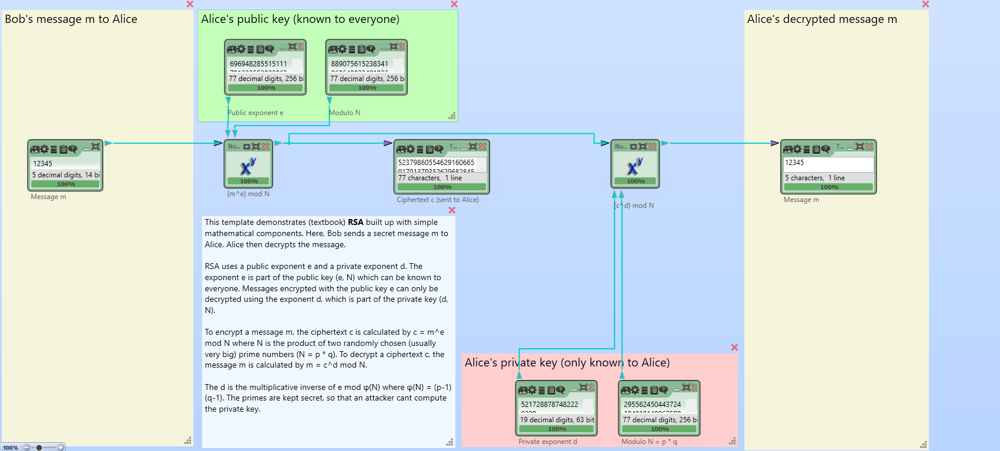 Bob's message m to Alice
Alice's public key (known to everyone)
Alice's decrypted message m
696948285515111
77 decimal digits, 256 bi
100%
Public exponent e
889075615238341
77 decimal digits, 256 bi
100%
Modulo N
12345
5 decimal digits, 14 bi
100%
Message m
Nu...
100%
(m^e) mod N
T...
52379860554629160665
91701379352629682845
77 characters, 1 line
100%
Ciphertext c (sent to Alice)
Nu...
100%
(c^d) mod N
T...
12345
5 characters, 1 line
100%
Message m
This template demonstrates (textbook) RSA built up with simple
mathematical components. Here, Bob sends a secret message m to
Alice. Alice then decrypts the message.
RSA uses a public exponent e and a private exponent d. The
exponent e is part of the public key (e, N) which can be known to
everyone. Messages encrypted with the public key e can only be
decrypted using the exponent d, which is part of the private key (d,
N).
To encrypt a message m, the ciphertext c is calculated by c = m^e
mod N where N is the product of two randomly chosen (usually
very big) prime numbers (N = p * q). To decrypt a ciphertext c, the
message m is calculated by m = c^d mod N.
The d is the multiplicative inverse of e mod φ(N) where φ(N) = (p-1)
(q-1). The primes are kept secret, so that an attacker cant compute
the private key.
Alice's private key (only known to Alice)
521728878748222
19 decimal digits, 63 bit
100%
Private exponent d
295562450443724
77 decimal digits, 256 bi
100%
Modulo N = p * q
100%